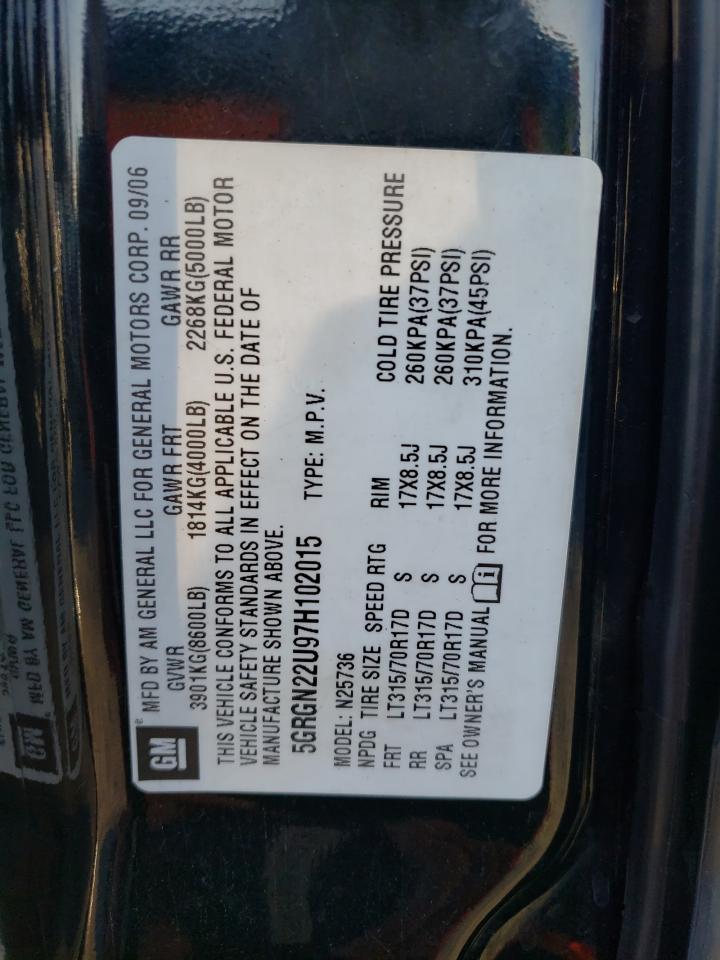 GM
® MFD BY AM GENERAL LLC FOR GENERAL MOTORS CORP. 09/06
GVWR GAWR FRT GAWR RR
3901KG(8600LB) 1814KG(4000LB) 2268KG(5000LB)
THIS VEHICLE CONFORMS TO ALL APPLICABLE U.S. FEDERAL MOTOR
VEHICLE SAFETY STANDARDS IN EFFECT ON THE DATE OF
MANUFACTURE SHOWN ABOVE.
5GRGN22U97H102015 TYPE: M.P.V.
MODEL: N25736
NPDG TIRE SIZE SPEED RTG RIM COLD TIRE PRESSURE
FRT LT315/70R17D S 17X8.5J 260KPA(37PSI)
RR LT315/70R17D S 17X8.5J 260KPA(37PSI)
SPA LT315/70R17D S 17X8.5J 310KPA(45PSI)
SEE OWNER'S MANUAL i FOR MORE INFORMATION.